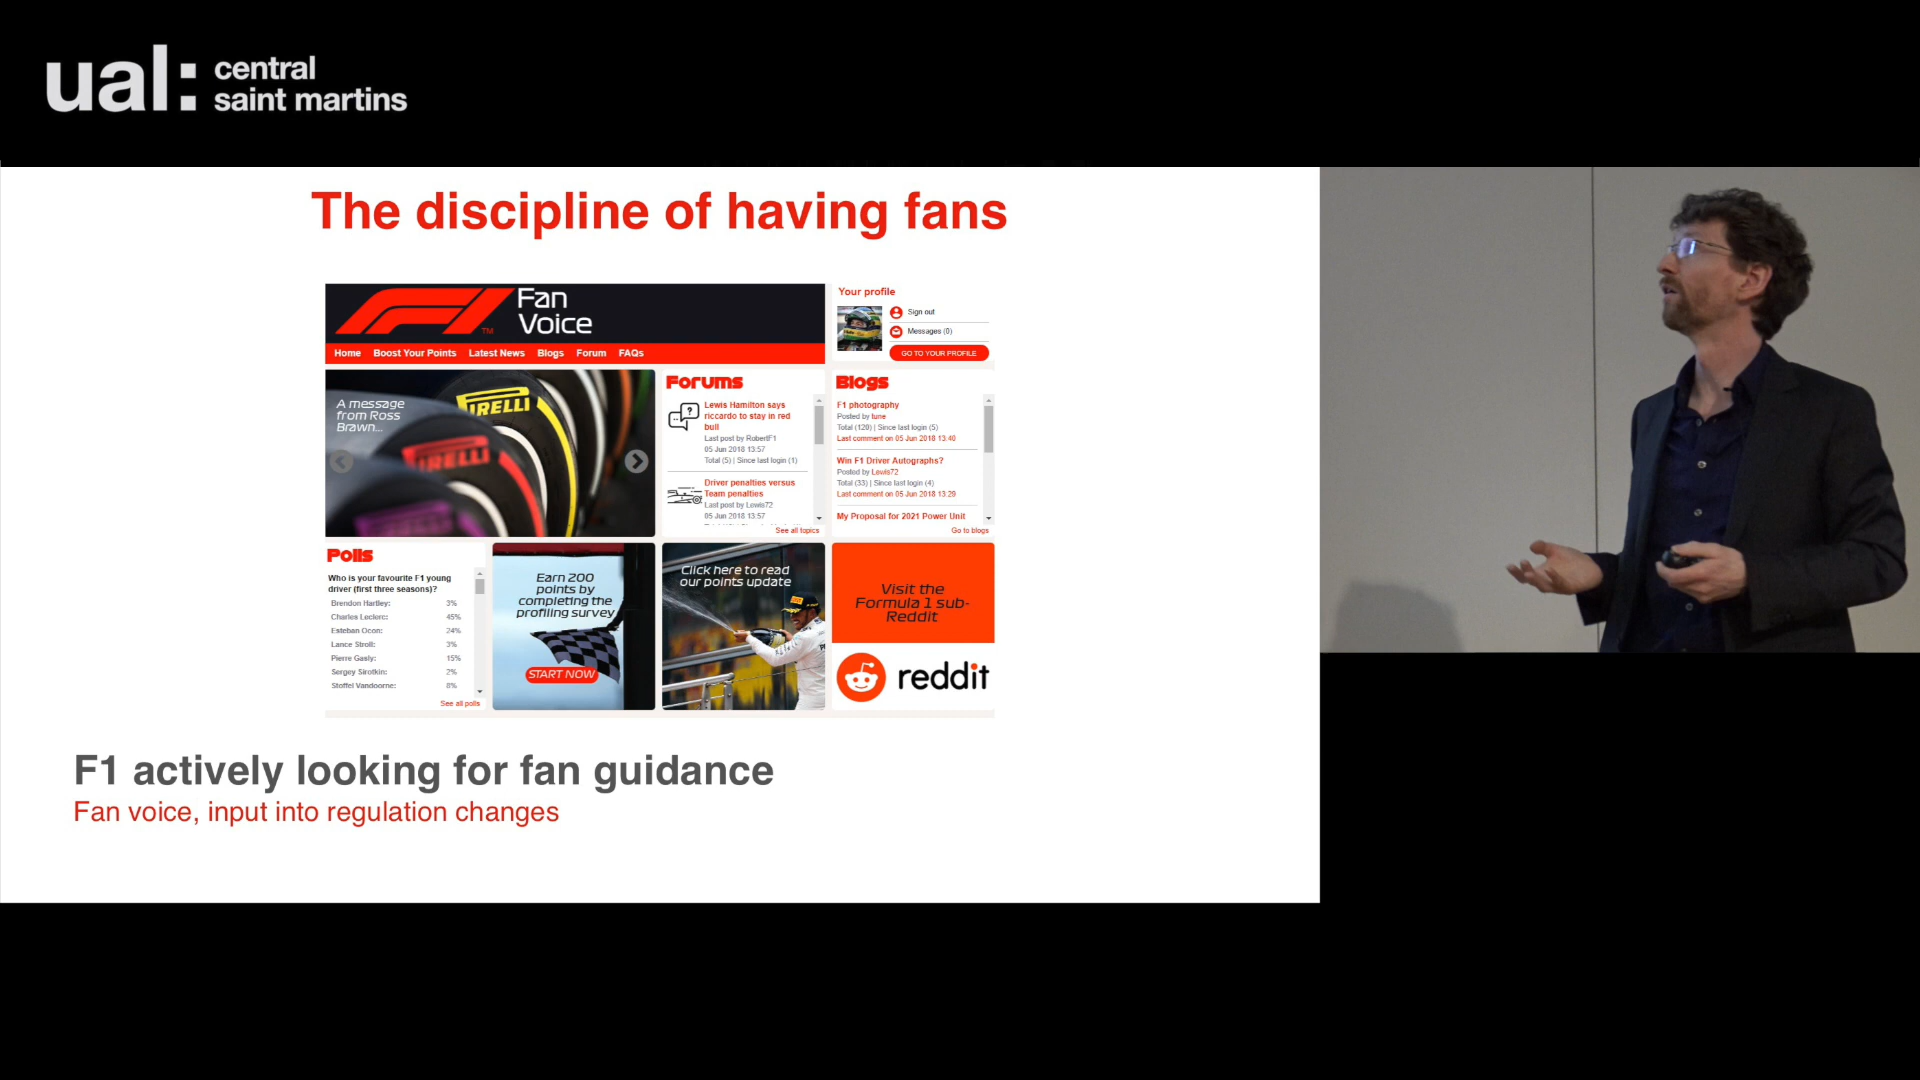 ual: central
saint martins
The discipline of having fans
Fan
Voice
TM
Home Boost Your Points Latest News Blogs Forum FAQs
Your profile
Sign out
Messages (0)
GO TO YOUR PROFILE
A message
from Ross
Brawn...
PIRELLI
PIRELLI
Forums
Lewis Hamilton says
riccardo to stay in red
bull
Last post by RobertF1
05 Jun 2018 13:57
Total (5) | Since last login (1)
Driver penalties versus
Team penalties
Last post by Lewis72
05 Jun 2018 13:57
See all topics
Blogs
F1 photography
Posted by tune
Total (120) | Since last login (5)
Last comment on 05 Jun 2018 13:40
Win F1 Driver Autographs?
Posted by Lewis72
Total (33) | Since last login (4)
Last comment on 05 Jun 2018 13:29
My Proposal for 2021 Power Unit
Go to blogs
Polls
Who is your favourite F1 young
driver (first three seasons)?
Brendon Hartley: 3%
Charles Leclerc: 45%
Esteban Ocon: 24%
Lance Stroll: 3%
Pierre Gasly: 15%
Sergey Sirotkin: 2%
Stoffel Vandoorne: 8%
See all polls
Earn 200
points by
completing the
profiling survey
START NOW
Click here to read
our points update
Visit the
Formula 1 sub-
Reddit
reddit
F1 actively looking for fan guidance
Fan voice, input into regulation changes